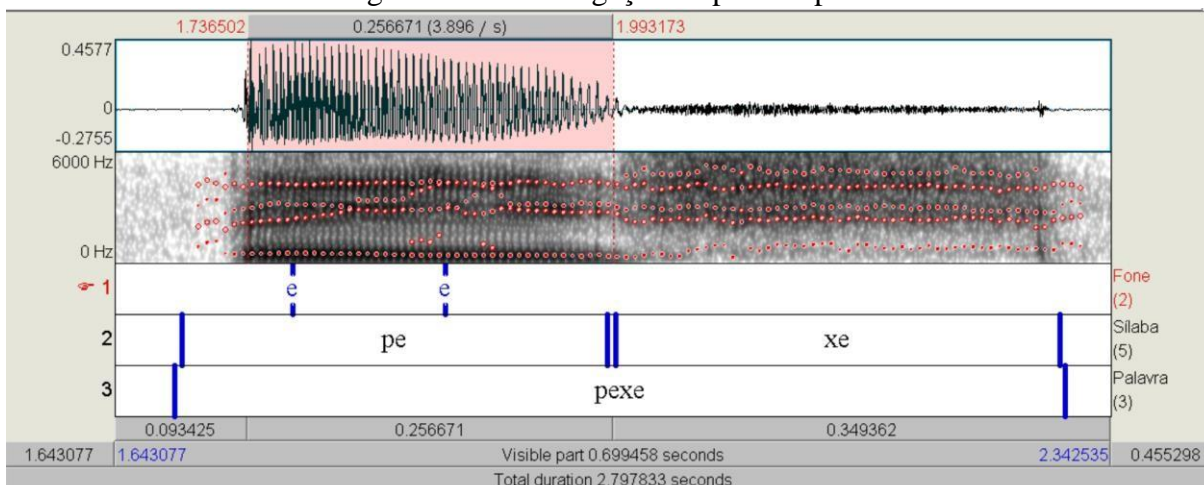 1.736502 0.256671 (3.896 / s) 1.993173
0.4577
0
-0.2755
6000 Hz
0 Hz
1 e e Fone
(2)
2 pe xe Sílaba
(5)
3 pexe Palavra
(3)
0.093425 0.256671 0.349362
1.643077 1.643077 Visible part 0.699458 seconds 2.342535 0.455298
Total duration 2.797833 seconds